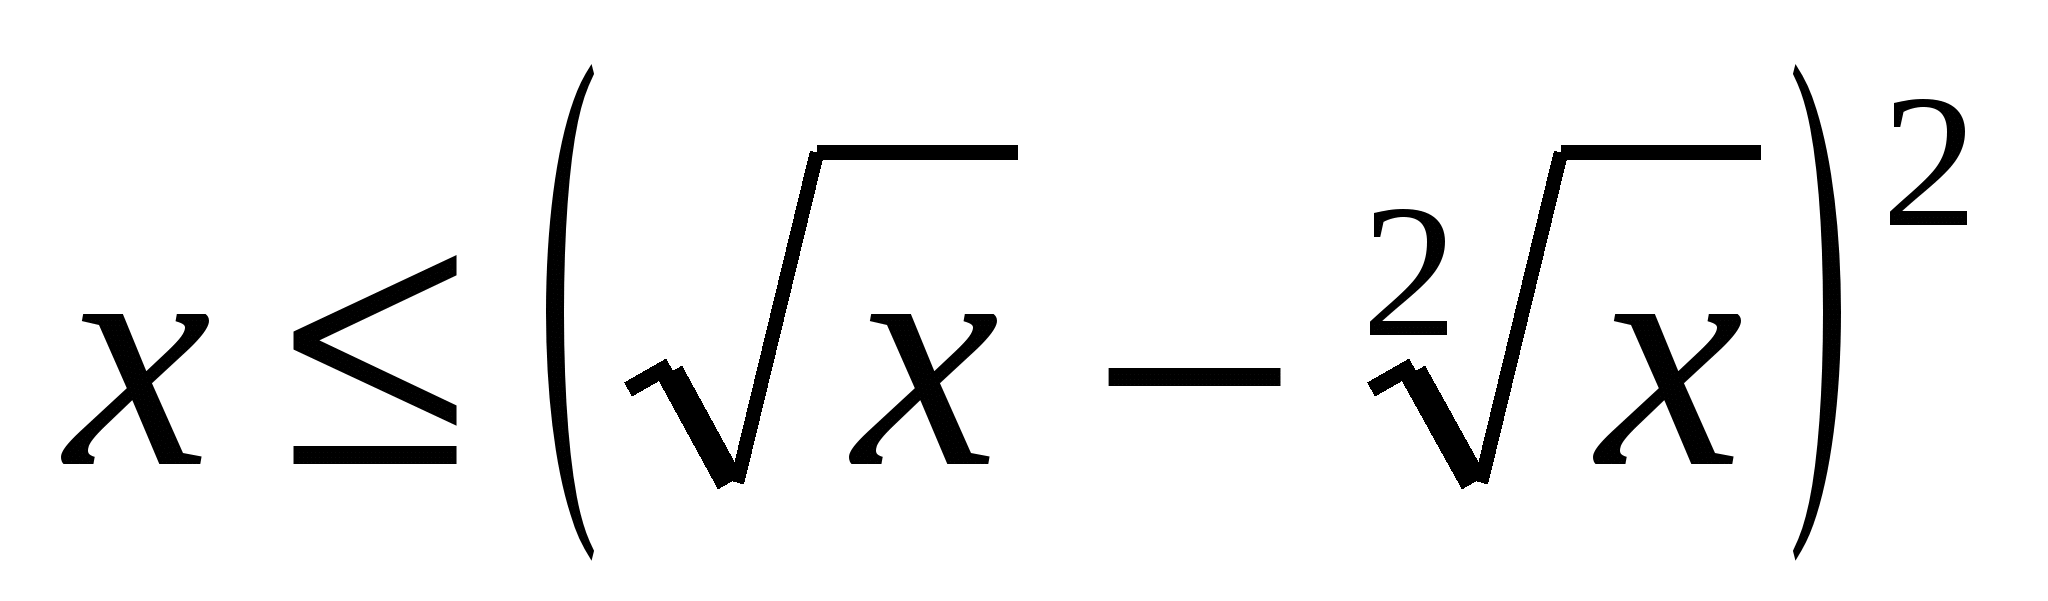 x ≤ (√x − ²√x)²